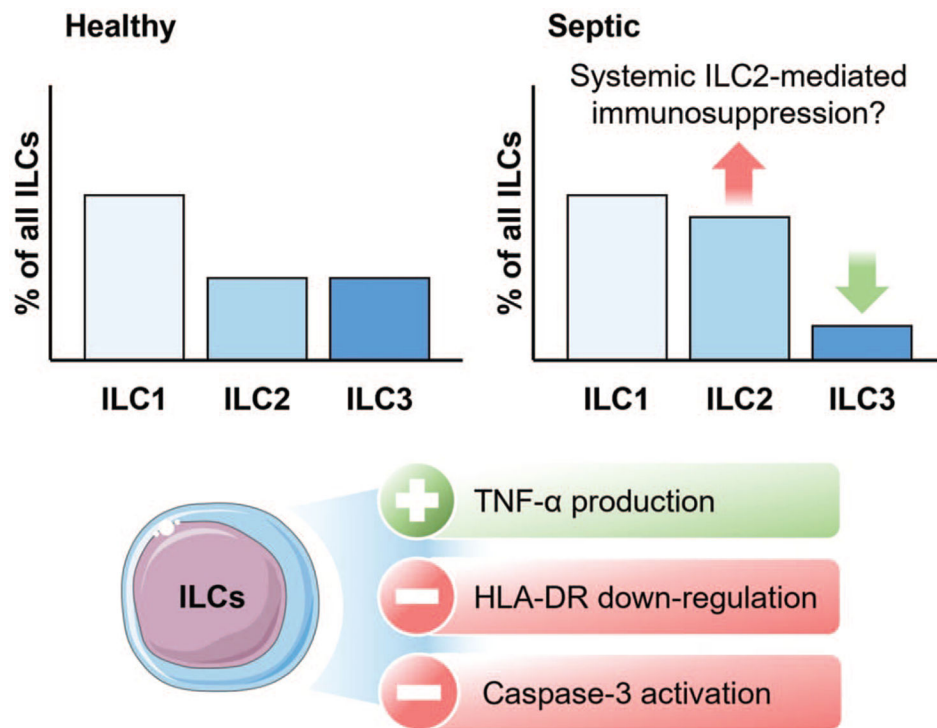 Healthy
% of all ILCs
ILC1 ILC2 ILC3
Septic
Systemic ILC2-mediated
immunosuppression?
% of all ILCs
ILC1 ILC2 ILC3
ILCs
TNF-α production
HLA-DR down-regulation
Caspase-3 activation